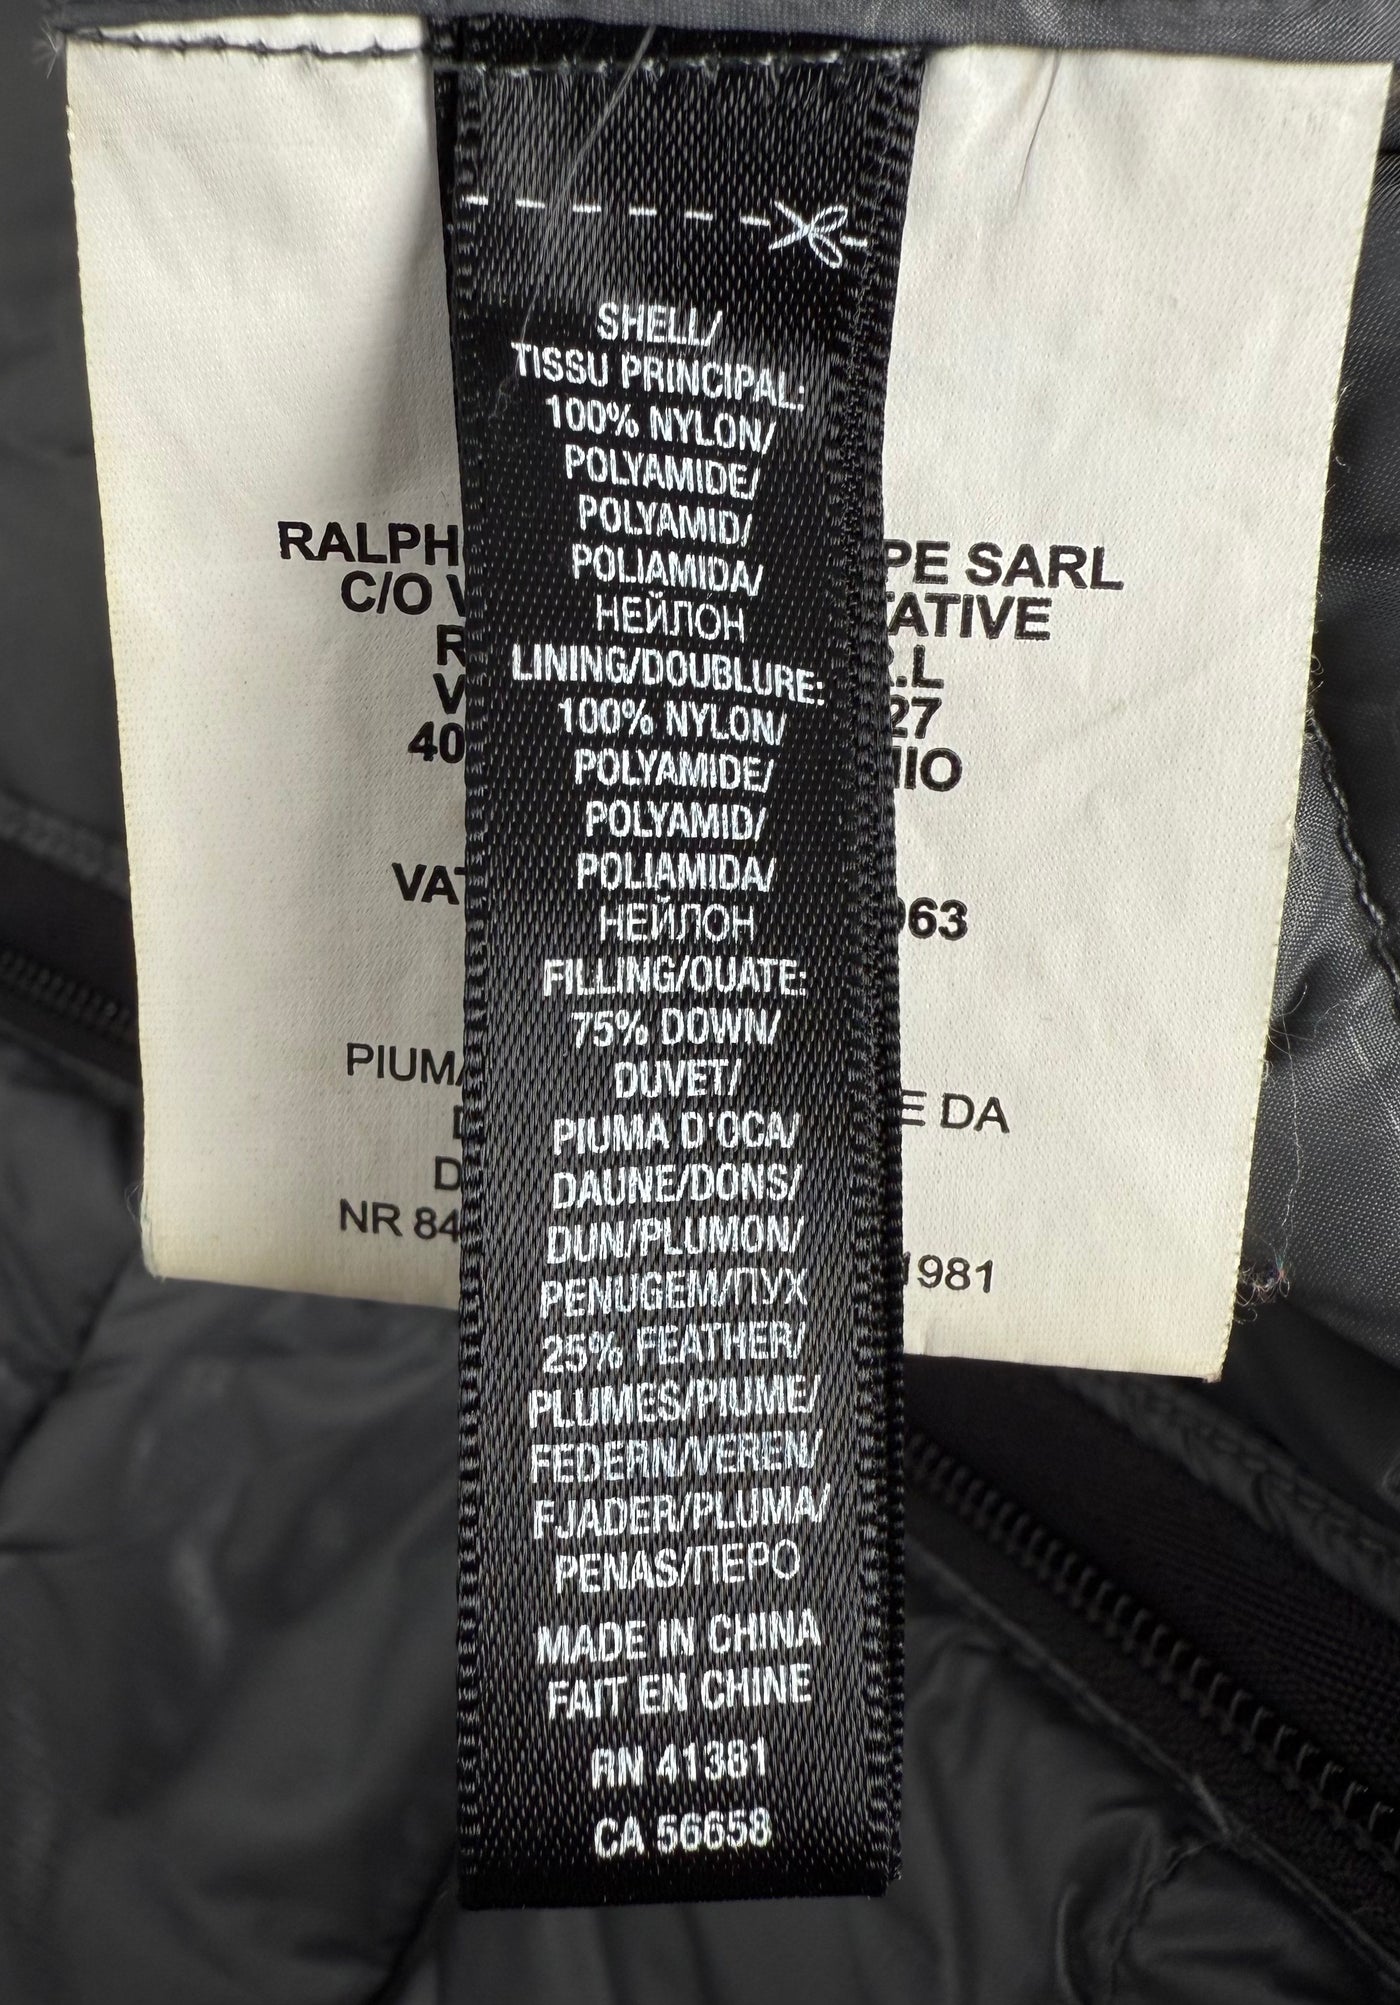 SHELL/
TISSU PRINCIPAL:
100% NYLON/
POLYAMIDE/
POLYAMID/
POLIAMIDA/
НЕЙЛОН
LINING/DOUBLURE:
100% NYLON/
POLYAMIDE/
POLYAMID/
POLIAMIDA/
НЕЙЛОН
FILLING/OUATE:
75% DOWN/
DUVET/
PIUMA D'OCA/
DAUNE/DONS/
DUN/PLUMON/
PENUGEM/ПУХ
25% FEATHER/
PLUMES/PIUME/
FEDERN/VEREN/
FJADER/PLUMA/
PENAS/ПЕРО
MADE IN CHINA
FAIT EN CHINE
RN 41381
CA 56658
RALPH PE SARL
C/O TATIVE
R .L
V 27
40 IO
VAT 963
PIUMA E DA
D
D
NR 84 1981